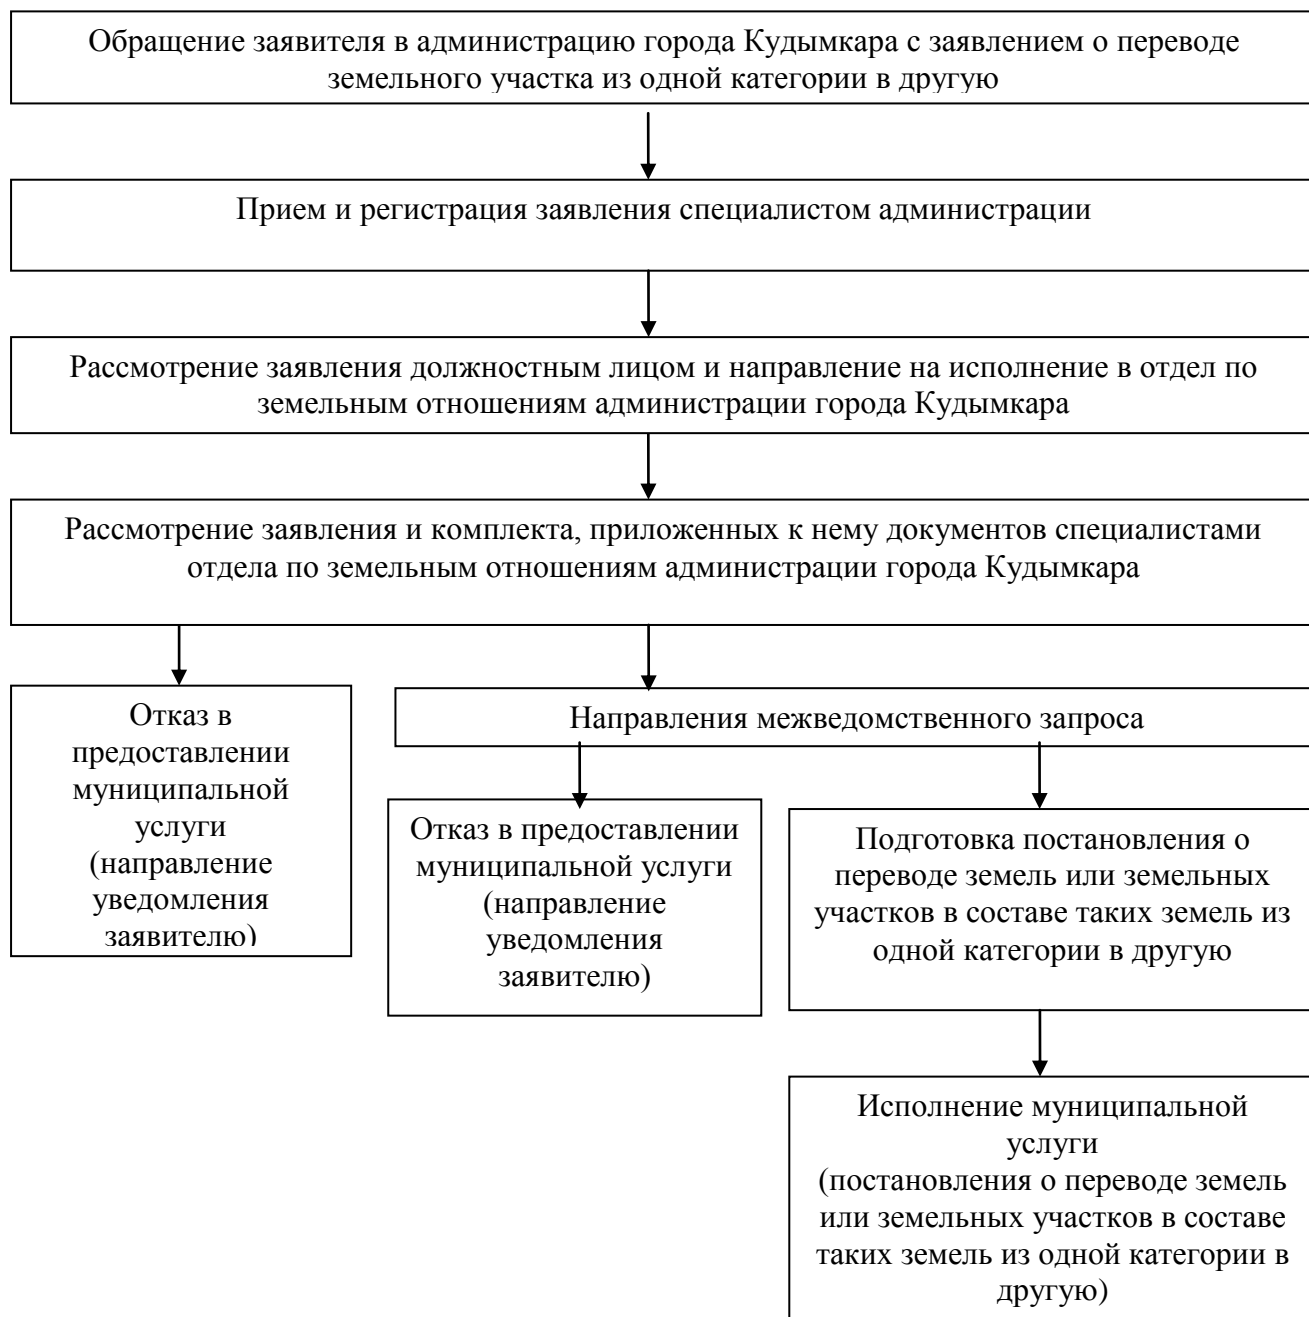 Обращение заявителя в администрацию города Кудымкара с заявлением о переводе
земельного участка из одной категории в другую
Прием и регистрация заявления специалистом администрации
Рассмотрение заявления должностным лицом и направление на исполнение в отдел по
земельным отношениям администрации города Кудымкара
Рассмотрение заявления и комплекта, приложенных к нему документов специалистами
отдела по земельным отношениям администрации города Кудымкара
Отказ в
предоставлении
муниципальной
услуги
(направление
уведомления
заявителю)
Направления межведомственного запроса
Отказ в предоставлении
муниципальной услуги
(направление
уведомления
заявителю)
Подготовка постановления о
переводе земель или земельных
участков в составе таких земель из
одной категории в другую
Исполнение муниципальной
услуги
(постановления о переводе земель
или земельных участков в составе
таких земель из одной категории в
другую)